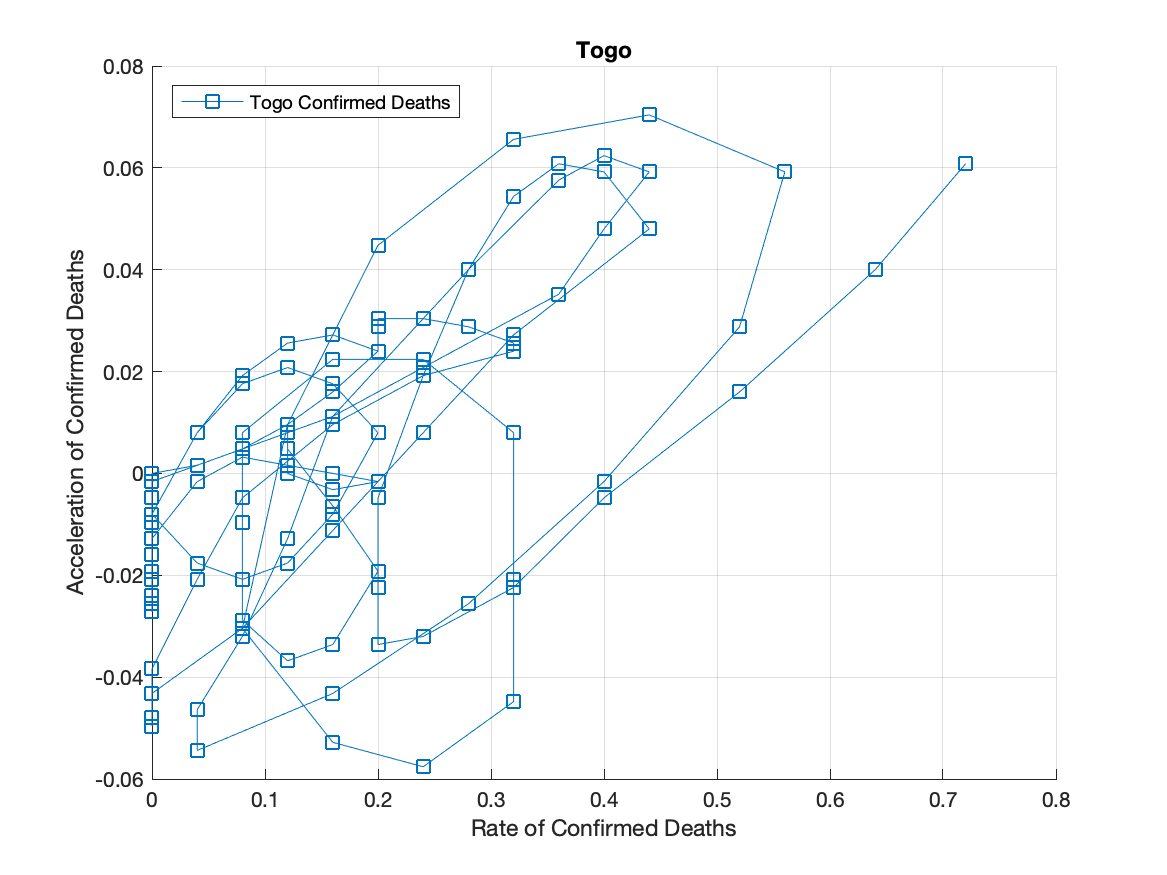 Togo
Togo Confirmed Deaths
0.08
0.06
0.04
0.02
0
-0.02
-0.04
-0.06
Acceleration of Confirmed Deaths
0 0.1 0.2 0.3 0.4 0.5 0.6 0.7 0.8
Rate of Confirmed Deaths